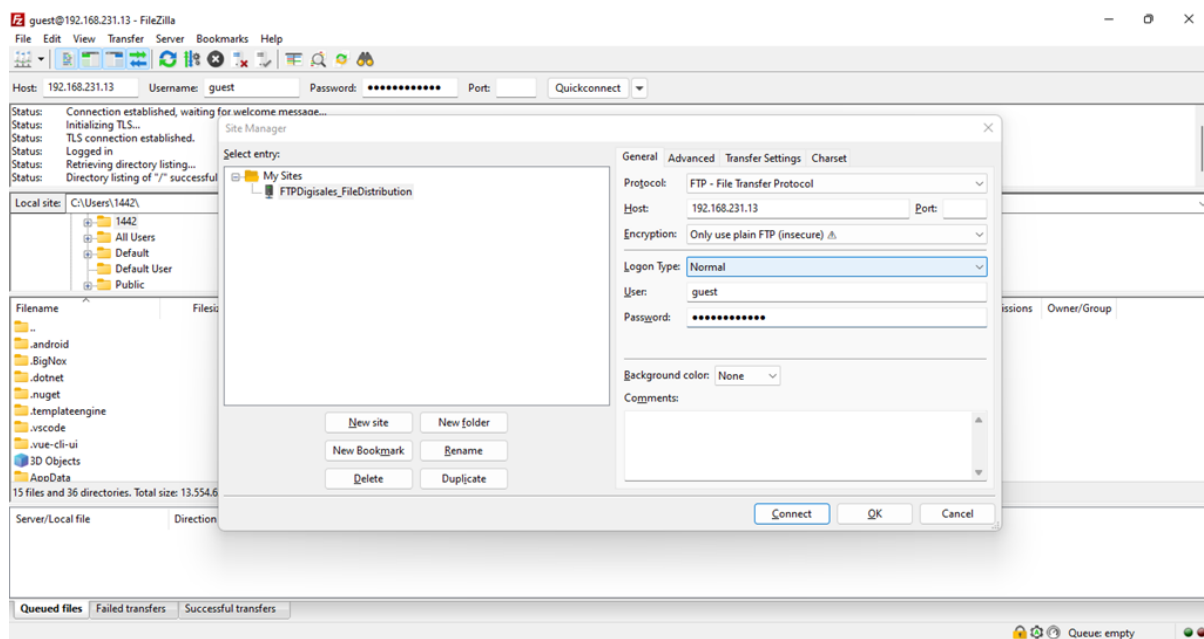 guest@192.168.231.13 - FileZilla
File Edit View Transfer Server Bookmarks Help
Host: 192.168.231.13 Username: guest Password: ●●●●●●●●●●●● Port: Quickconnect
Status: Connection established, waiting for welcome message...
Status: Initializing TLS...
Status: TLS connection established.
Status: Logged in
Status: Retrieving directory listing...
Status: Directory listing of "/" successful
Local site: C:\Users\1442\
1442
All Users
Default
Default User
Public
Filename Filesiz
..
.android
.BigNox
.dotnet
.nuget
.templateengine
.vscode
.vue-cli-ui
3D Objects
AppData
15 files and 36 directories. Total size: 13.554.6
Server/Local file Direction
Queued files Failed transfers Successful transfers
Site Manager
Select entry:
My Sites
FTPDigisales_FileDistribution
New site New folder
New Bookmark Rename
Delete Duplicate
General Advanced Transfer Settings Charset
Protocol: FTP - File Transfer Protocol
Host: 192.168.231.13 Port:
Encryption: Only use plain FTP (insecure) ⚠
Logon Type: Normal
User: guest
Password: ●●●●●●●●●●●●
Background color: None
Comments:
Connect OK Cancel
issions Owner/Group
Queue: empty